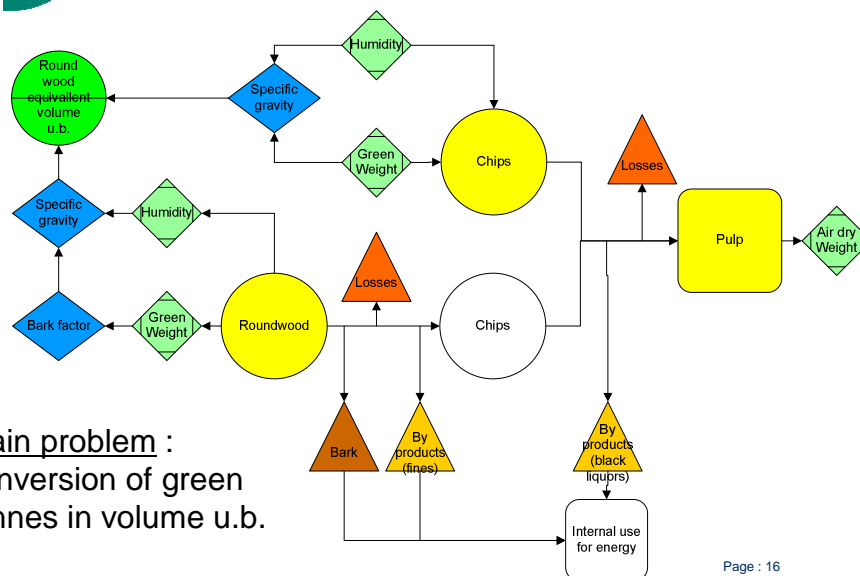 Humidity
Round
wood
equivallent
volume
u.b.
Specific
gravity
Green
Weight
Chips
Losses
Specific
gravity
Humidity
Pulp
Air dry
Weight
Losses
Bark factor
Green
Weight
Roundwood
Chips
ain problem :
nversion of green
nnes in volume u.b.
Bark
By
products
(fines)
By
products
(black
liquors)
Internal use
for energy
Page : 16